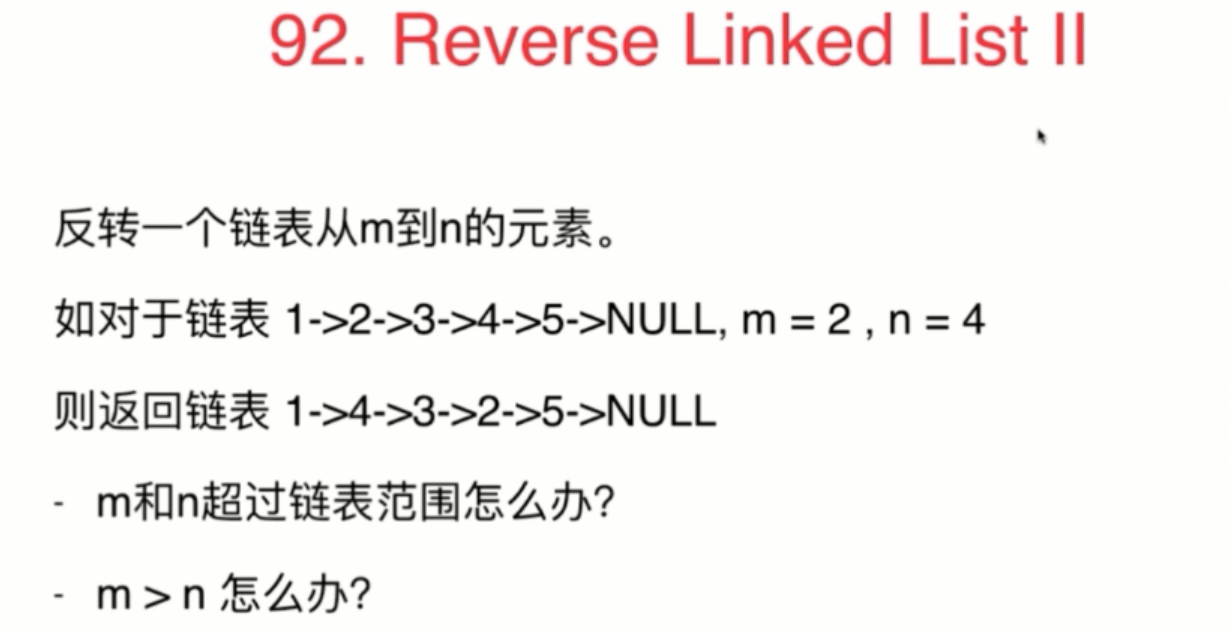 92. Reverse Linked List II
反转一个链表从m到n的元素。
如对于链表 1->2->3->4->5->NULL, m = 2 , n = 4
则返回链表 1->4->3->2->5->NULL
- m和n超过链表范围怎么办?
- m > n 怎么办?